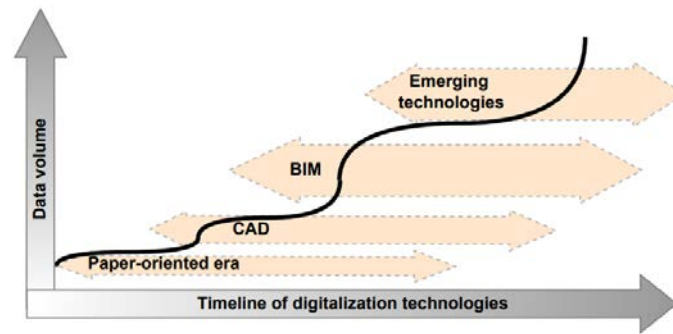 Data volume
Emerging
technologies
BIM
CAD
Paper-oriented era
Timeline of digitalization technologies